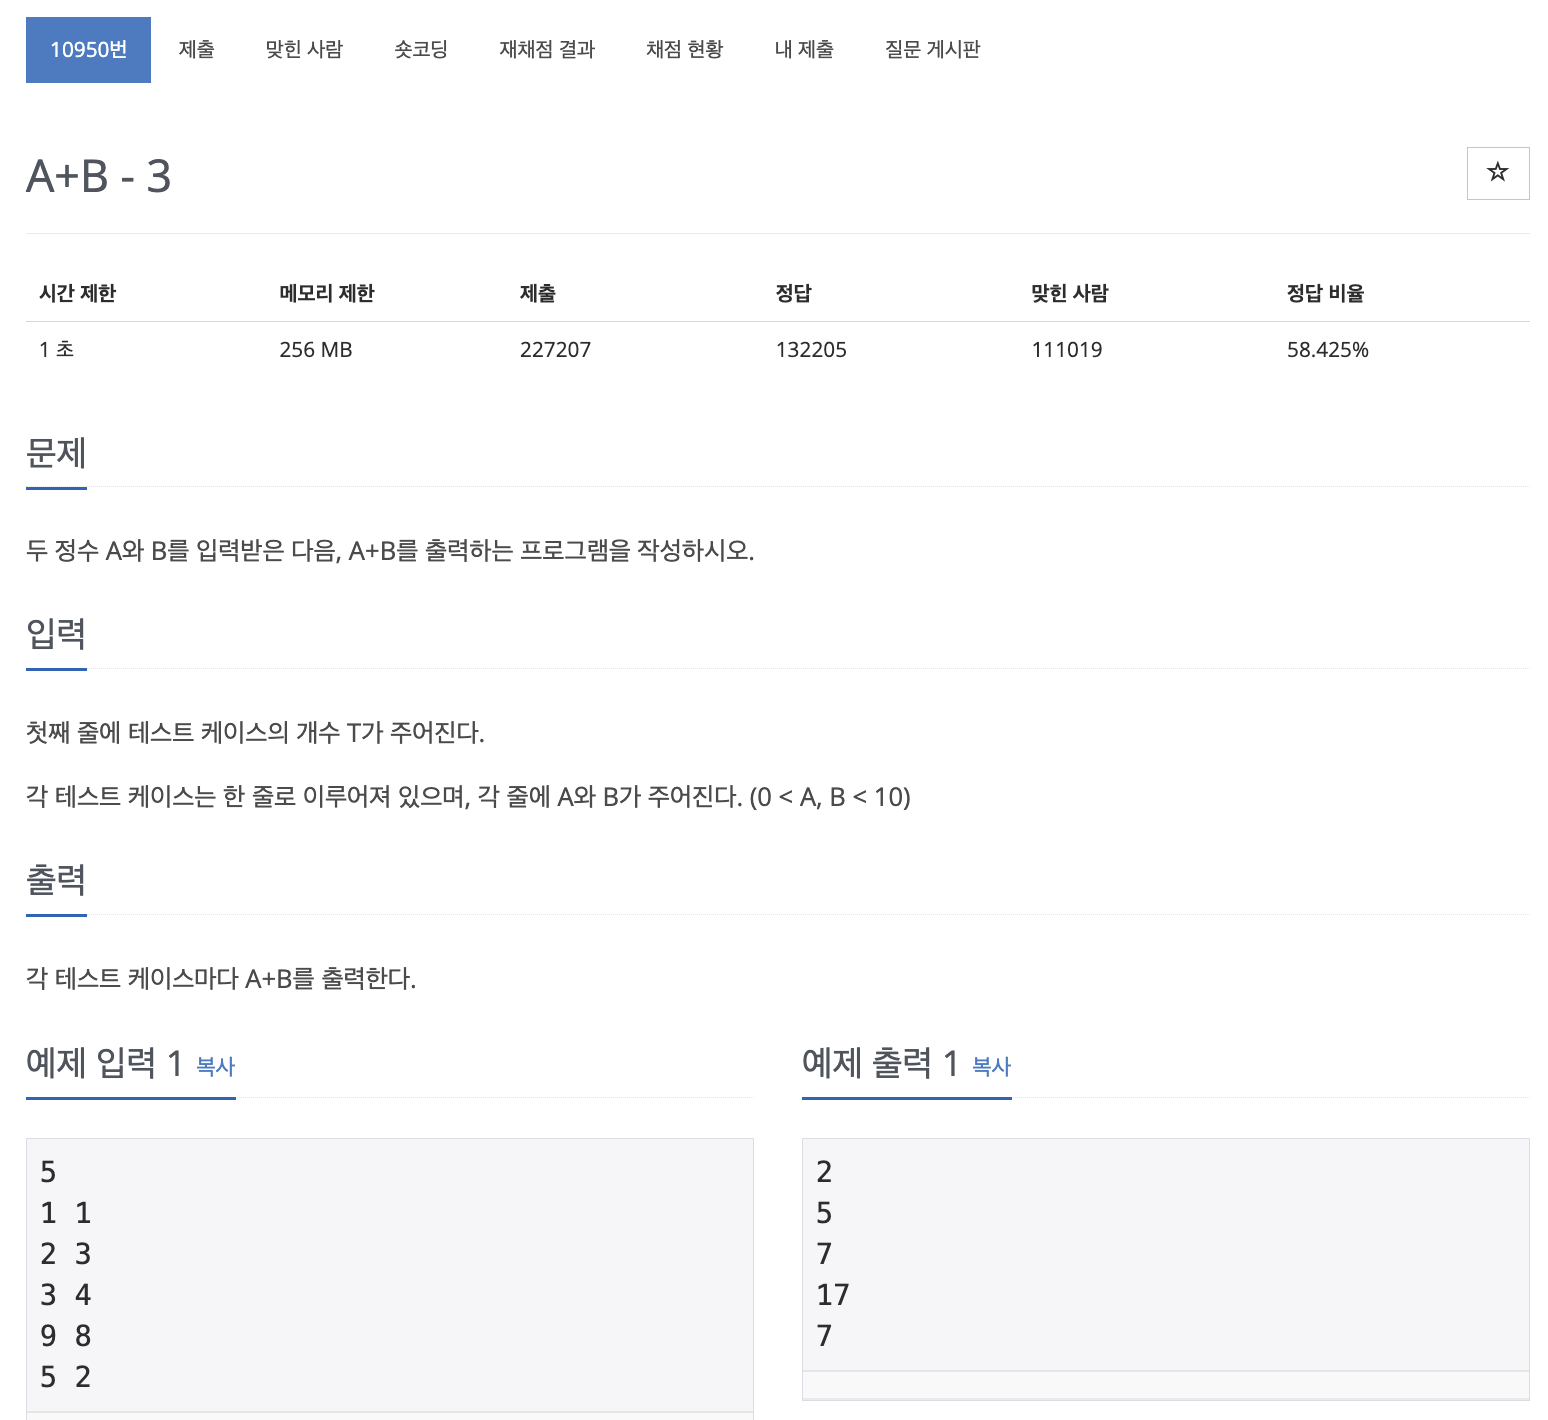 10950번 제출 맞힌 사람 숏코딩 재채점 결과 채점 현황 내 제출 질문 게시판
A+B - 3
시간 제한 메모리 제한 제출 정답 맞힌 사람 정답 비율
1 초 256 MB 227207 132205 111019 58.425%
문제
두 정수 A와 B를 입력받은 다음, A+B를 출력하는 프로그램을 작성하시오.
입력
첫째 줄에 테스트 케이스의 개수 T가 주어진다.
각 테스트 케이스는 한 줄로 이루어져 있으며, 각 줄에 A와 B가 주어진다. (0 < A, B < 10)
출력
각 테스트 케이스마다 A+B를 출력한다.
예제 입력 1 복사
5
1 1
2 3
3 4
9 8
5 2
예제 출력 1 복사
2
5
7
17
7